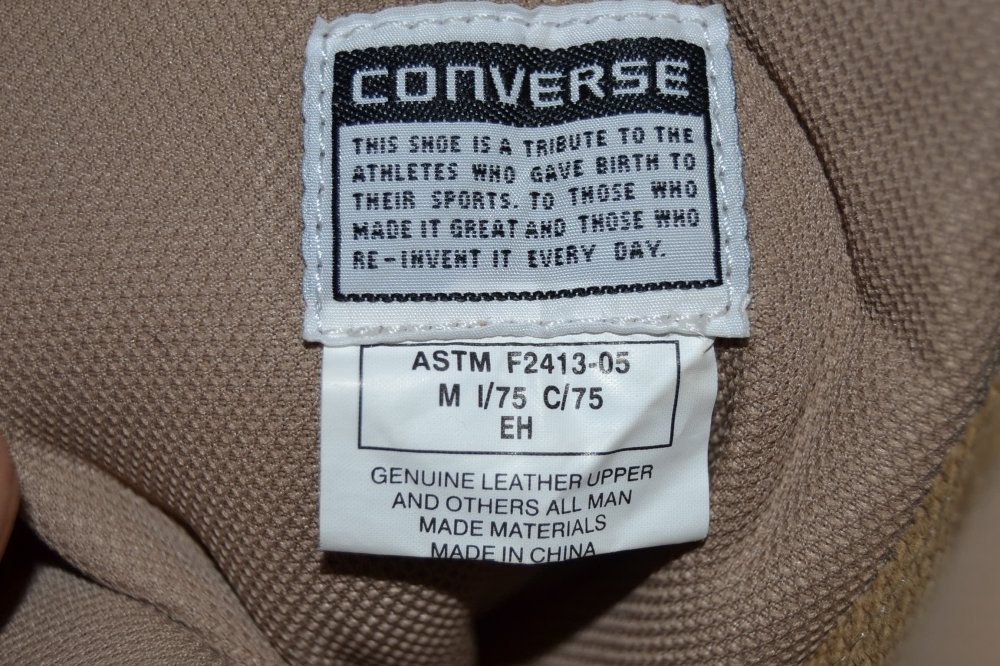 CONVERSE
THIS SHOE IS A TRIBUTE TO THE
ATHLETES WHO GAVE BIRTH TO
THEIR SPORTS. TO THOSE WHO
MADE IT GREAT AND THOSE WHO
RE-INVENT IT EVERY DAY.
ASTM F2413-05
M I/75 C/75
EH
GENUINE LEATHER UPPER
AND OTHERS ALL MAN
MADE MATERIALS
MADE IN CHINA